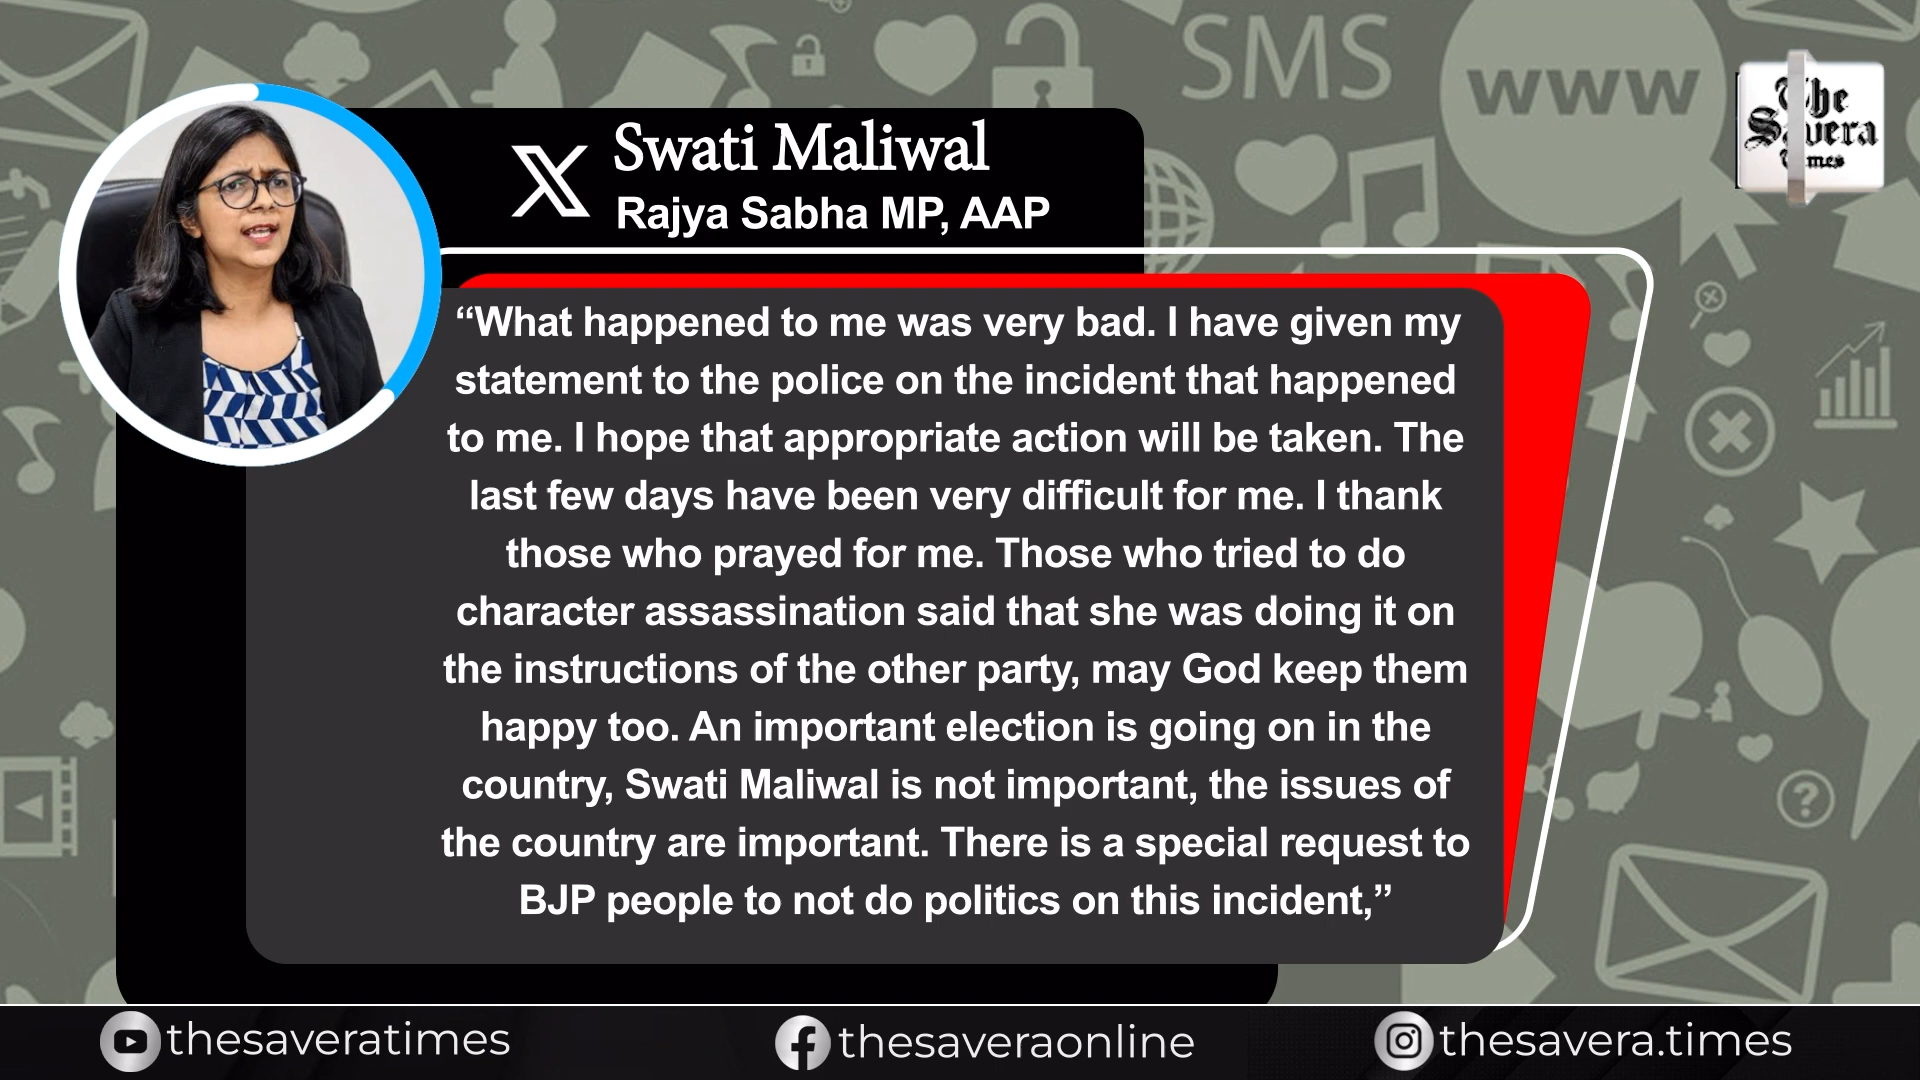 SMS
www
The
Savera
Times
Swati Maliwal
Rajya Sabha MP, AAP
“What happened to me was very bad. I have given my
statement to the police on the incident that happened
to me. I hope that appropriate action will be taken. The
last few days have been very difficult for me. I thank
those who prayed for me. Those who tried to do
character assassination said that she was doing it on
the instructions of the other party, may God keep them
happy too. An important election is going on in the
country, Swati Maliwal is not important, the issues of
the country are important. There is a special request to
BJP people to not do politics on this incident,”
thesaveratimes
thesaveraonline
thesavera.times